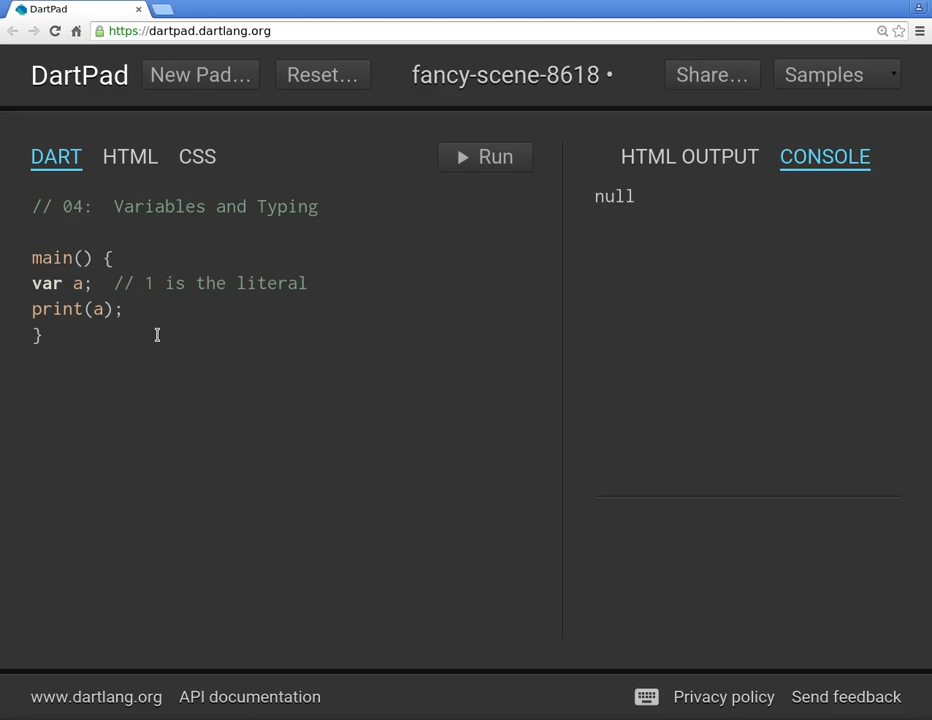 DartPad
https://dartpad.dartlang.org
DartPad New Pad... Reset... fancy-scene-8618 • Share... Samples
DART HTML CSS Run HTML OUTPUT CONSOLE
null
// 04:  Variables and Typing
main() {
var a;  // 1 is the literal
print(a);
}
www.dartlang.org API documentation Privacy policy Send feedback